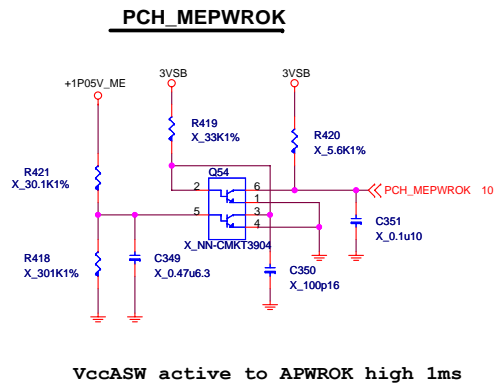 PCH_MEPWROK
+1P05V_ME
3VSB
3VSB
R419
X_33K1%
R420
X_5.6K1%
R421
X_30.1K1%
Q54
2
6
1
5
3
4
X_NN-CMKT3904
PCH_MEPWROK 10
C351
X_0.1u10
R418
X_301K1%
C349
X_0.47u6.3
C350
X_100p16
VccASW active to APWROK high 1ms